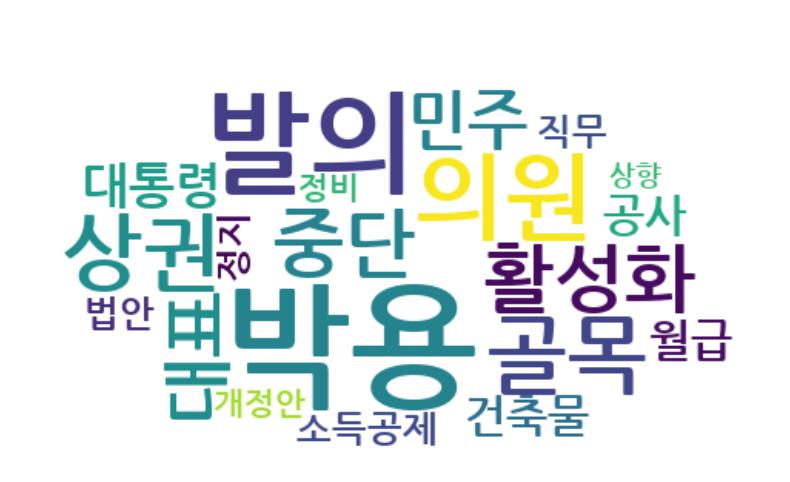 발의
민주
직무
대통령
정비
의원
상향
공사
상권
정지
중단
활성화
법안
대표
박용
골목
월급
개정안
소득공제
건축물